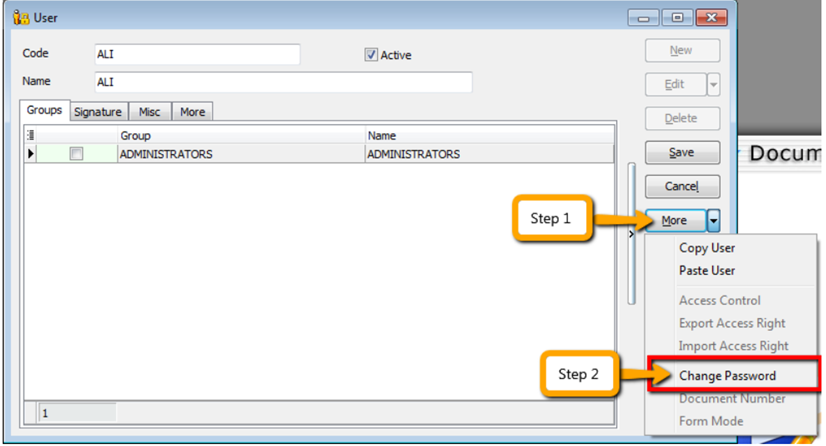 User
Code ALI Active
Name ALI
New
Edit
Delete
Save
Cancel
More
Groups Signature Misc More
Group Name
ADMINISTRATORS ADMINISTRATORS
1
Step 1
Copy User
Paste User
Access Control
Export Access Right
Import Access Right
Step 2
Change Password
Document Number
Form Mode
Docum